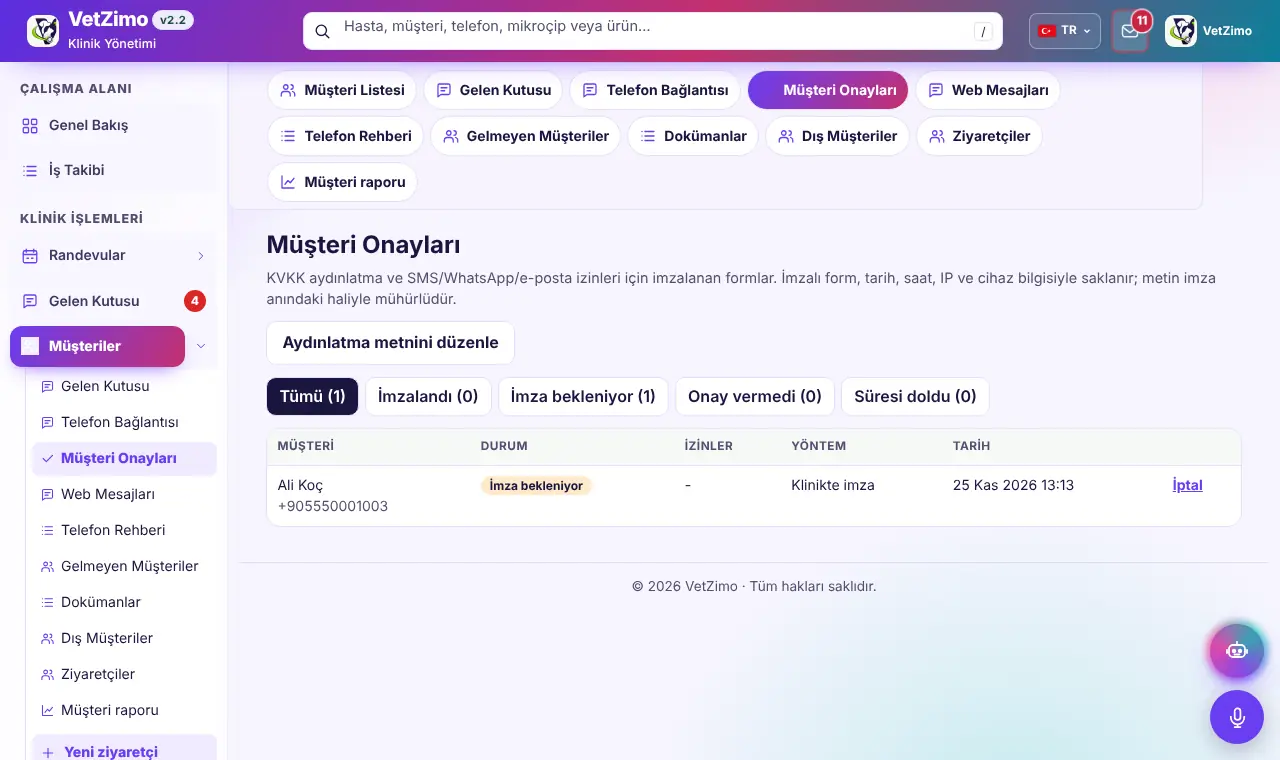 VetZimo v2.2
Klinik Yönetimi
Hasta, müşteri, telefon, mikroçip veya ürün...
/
TR
11
VetZimo
ÇALIŞMA ALANI
Genel Bakış
İş Takibi
KLİNİK İŞLEMLERİ
Randevular
Gelen Kutusu
4
Müşteriler
Gelen Kutusu
Telefon Bağlantısı
Müşteri Onayları
Web Mesajları
Telefon Rehberi
Gelmeyen Müşteriler
Dokümanlar
Dış Müşteriler
Ziyaretçiler
Müşteri raporu
Yeni ziyaretçi
Müşteri Listesi
Gelen Kutusu
Telefon Bağlantısı
Müşteri Onayları
Web Mesajları
Telefon Rehberi
Gelmeyen Müşteriler
Dokümanlar
Dış Müşteriler
Ziyaretçiler
Müşteri raporu
Müşteri Onayları
KVKK aydınlatma ve SMS/WhatsApp/e-posta izinleri için imzalanan formlar. İmzalı form, tarih, saat, IP ve cihaz bilgisiyle saklanır; metin imza
anındaki haliyle mühürlüdür.
Aydınlatma metnini düzenle
Tümü (1)
İmzalandı (0)
İmza bekleniyor (1)
Onay vermedi (0)
Süresi doldu (0)
MÜŞTERİ DURUM İZİNLER YÖNTEM TARİH
Ali Koç İmza bekleniyor - Klinikte imza 25 Kas 2026 13:13 İptal
+905550001003
© 2026 VetZimo · Tüm hakları saklıdır.